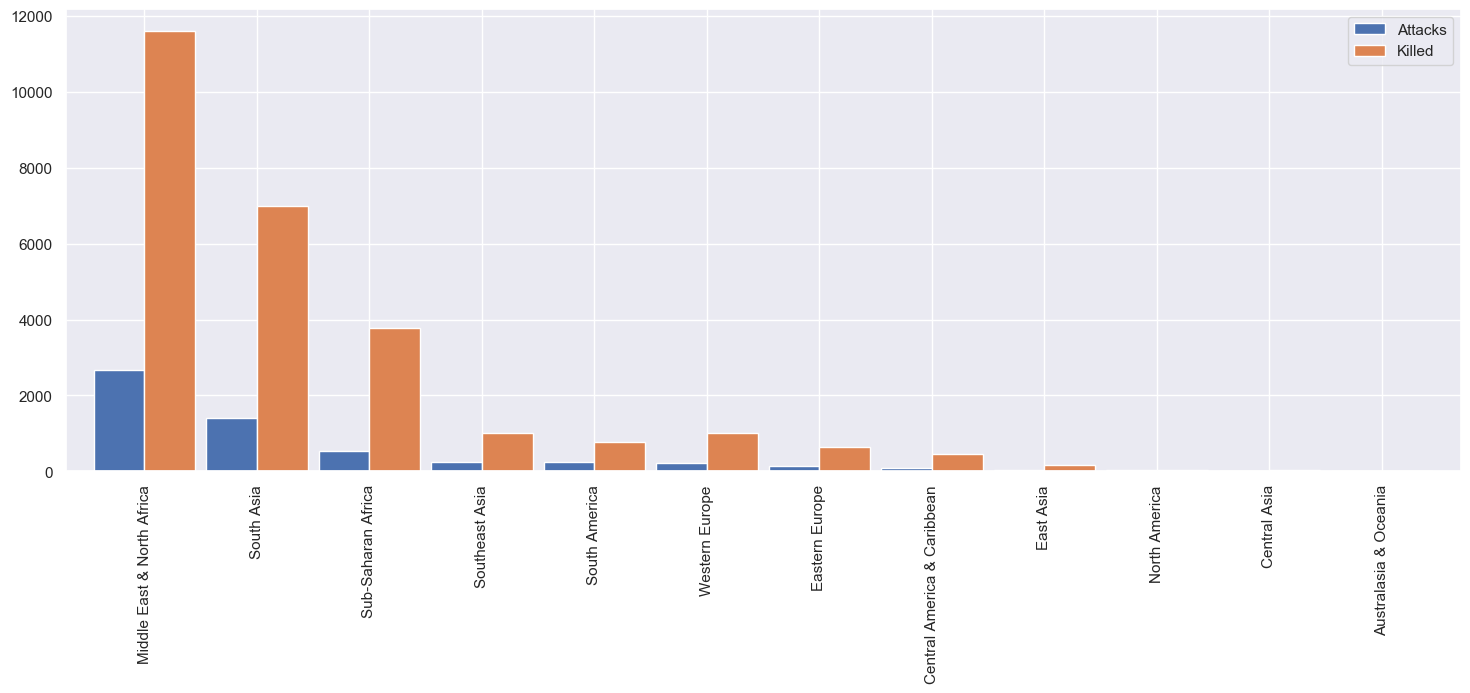 12000
10000
8000
6000
4000
2000
0
Attacks
Killed
Middle East & North Africa
South Asia
Sub-Saharan Africa
Southeast Asia
South America
Western Europe
Eastern Europe
Central America & Caribbean
East Asia
North America
Central Asia
Australasia & Oceania